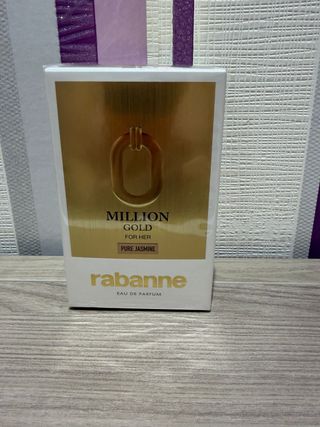 MILLION
GOLD
FOR HER
PURE JASMINE
rabanne
EAU DE PARFUM